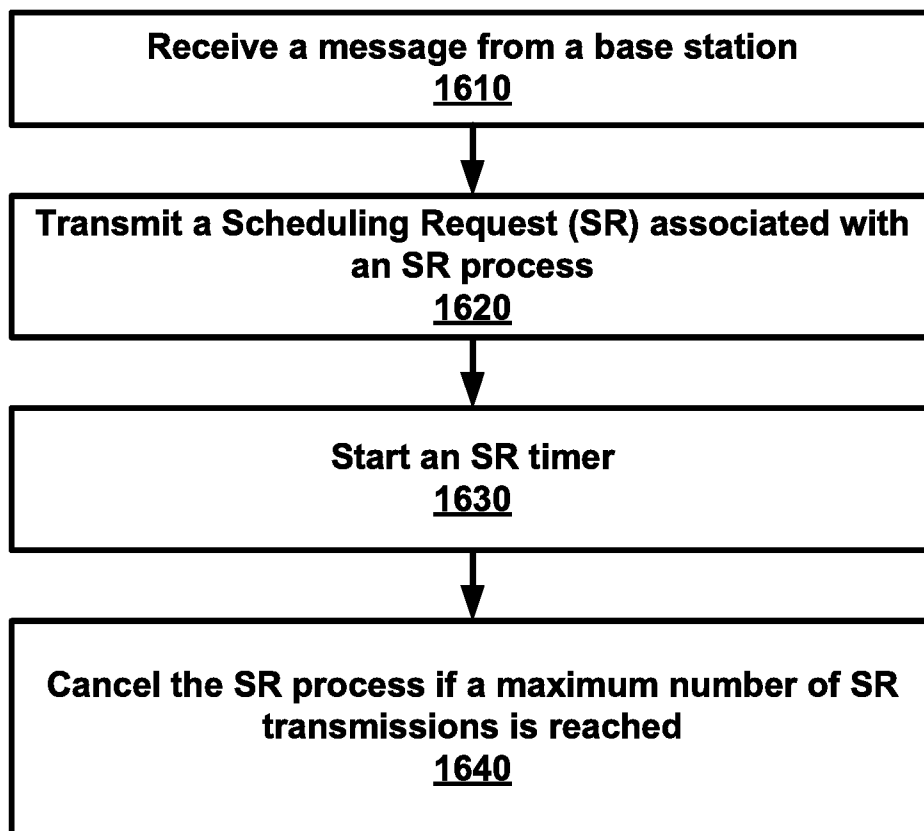 Receive a message from a base station
1610
Transmit a Scheduling Request (SR) associated with
an SR process
1620
Start an SR timer
1630
Cancel the SR process if a maximum number of SR
transmissions is reached
1640